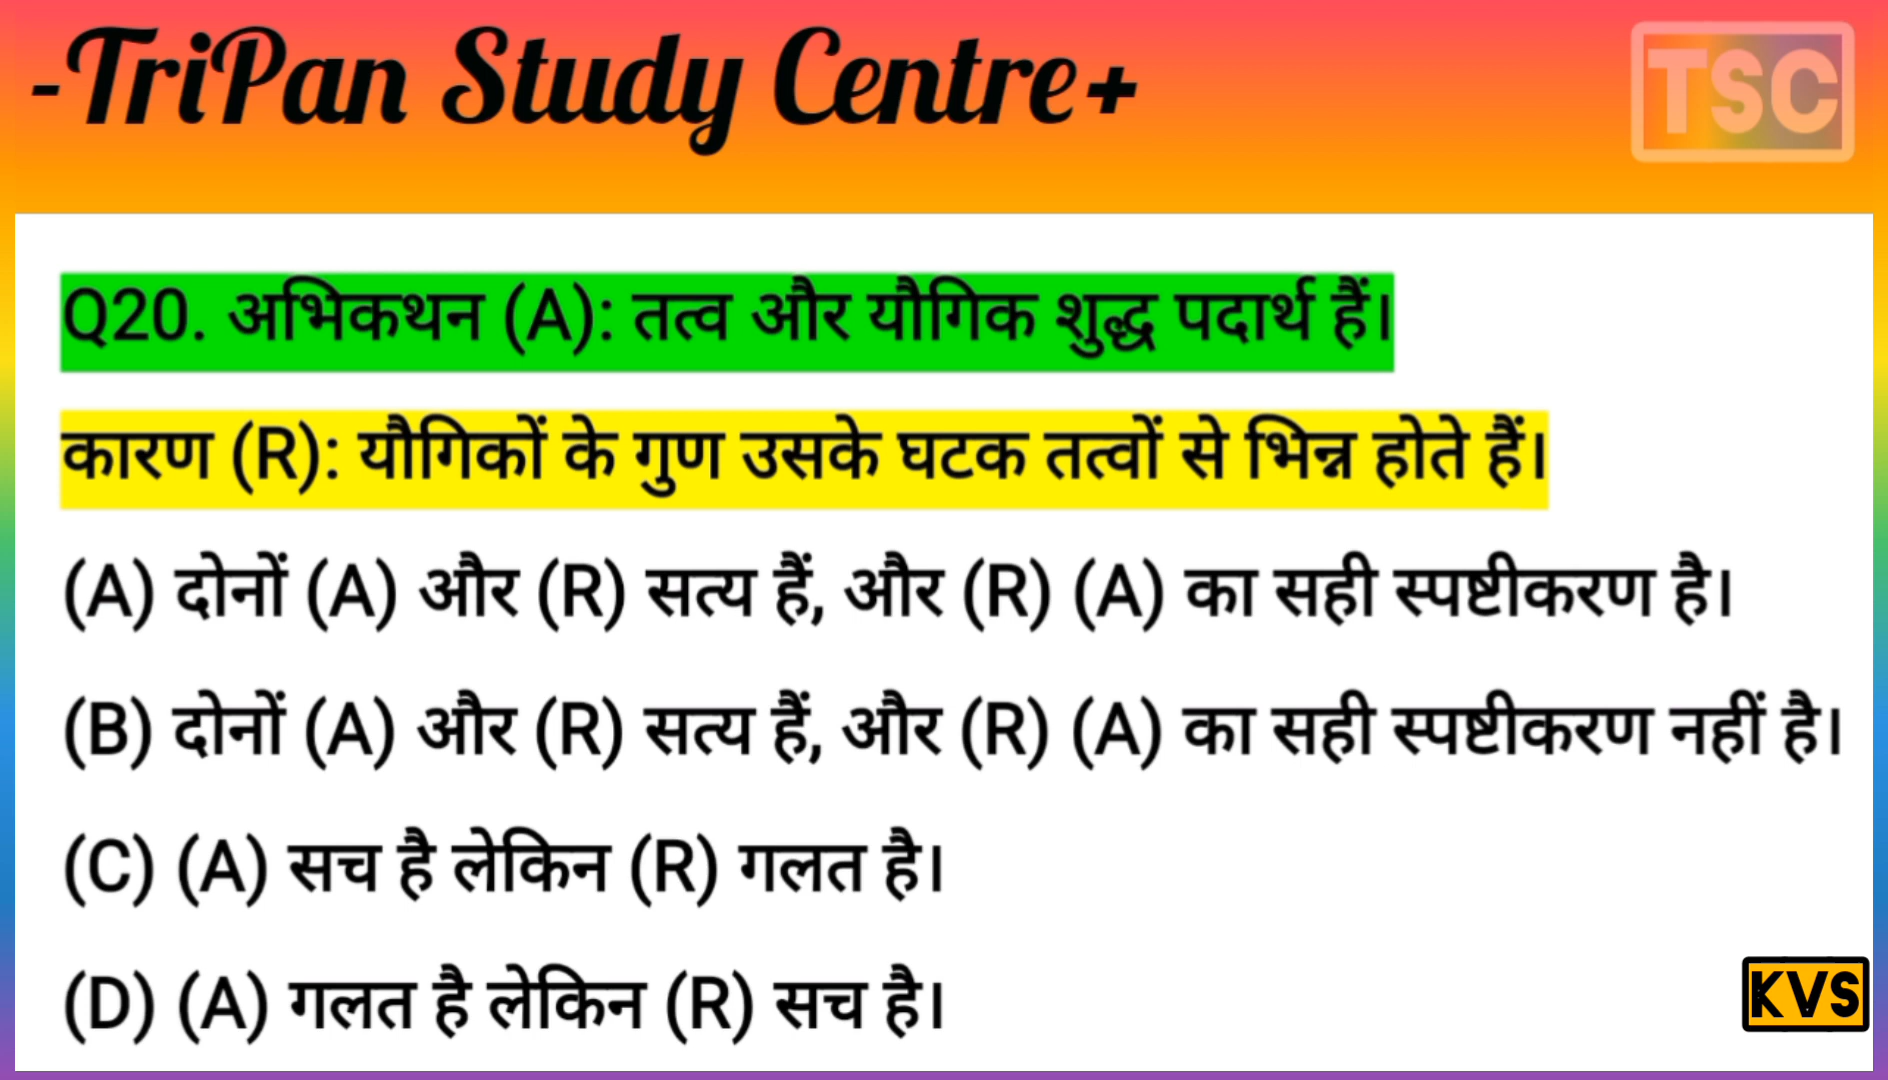 -TriPan Study Centre+
TSC
Q20. अभिकथन (A): तत्व और यौगिक शुद्ध पदार्थ हैं।
कारण (R): यौगिकों के गुण उसके घटक तत्वों से भिन्न होते हैं।
(A) दोनों (A) और (R) सत्य हैं, और (R) (A) का सही स्पष्टीकरण है।
(B) दोनों (A) और (R) सत्य हैं, और (R) (A) का सही स्पष्टीकरण नहीं है।
(C) (A) सच है लेकिन (R) गलत है।
(D) (A) गलत है लेकिन (R) सच है।
KVS